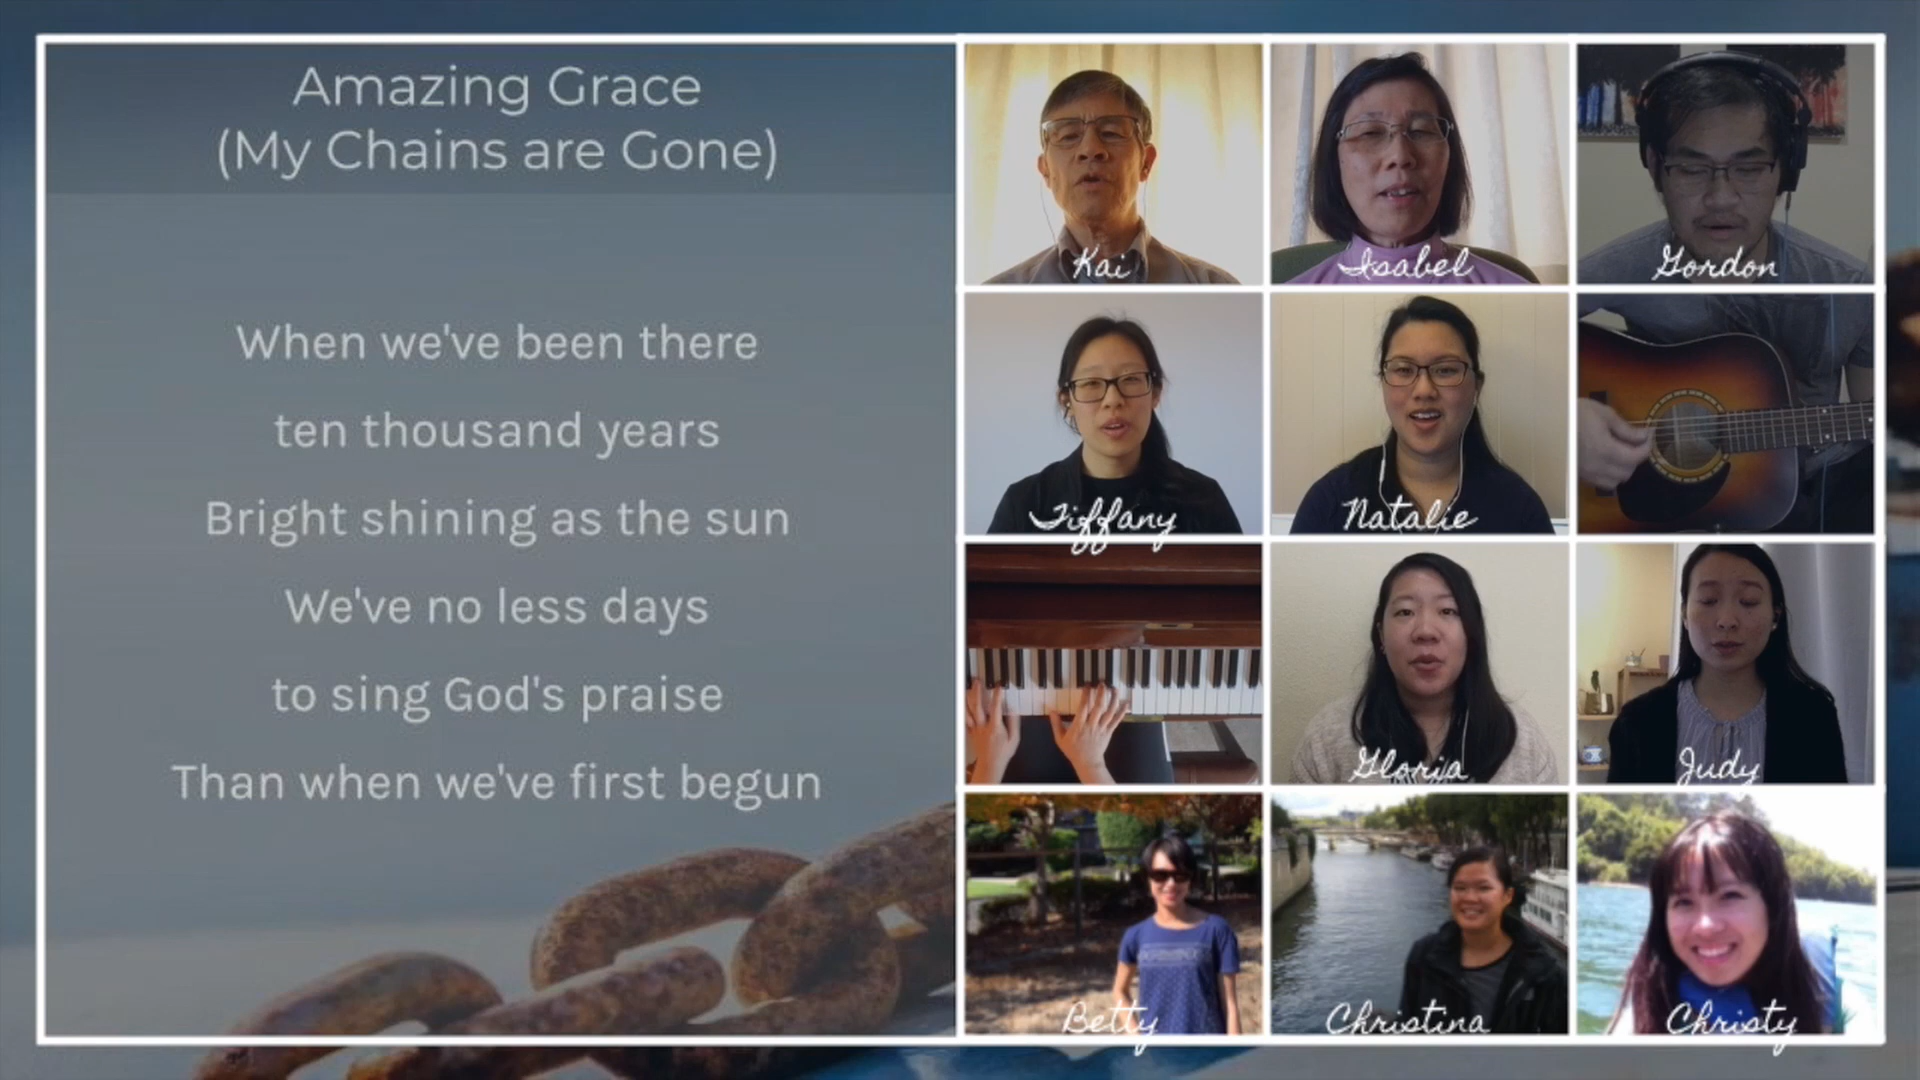 Amazing Grace
(My Chains are Gone)
When we've been there
ten thousand years
Bright shining as the sun
We've no less days
to sing God's praise
Than when we've first begun
Kai
Isabel
Gordon
Tiffany
Natalie
Gloria
Judy
Betty
Christina
Christy